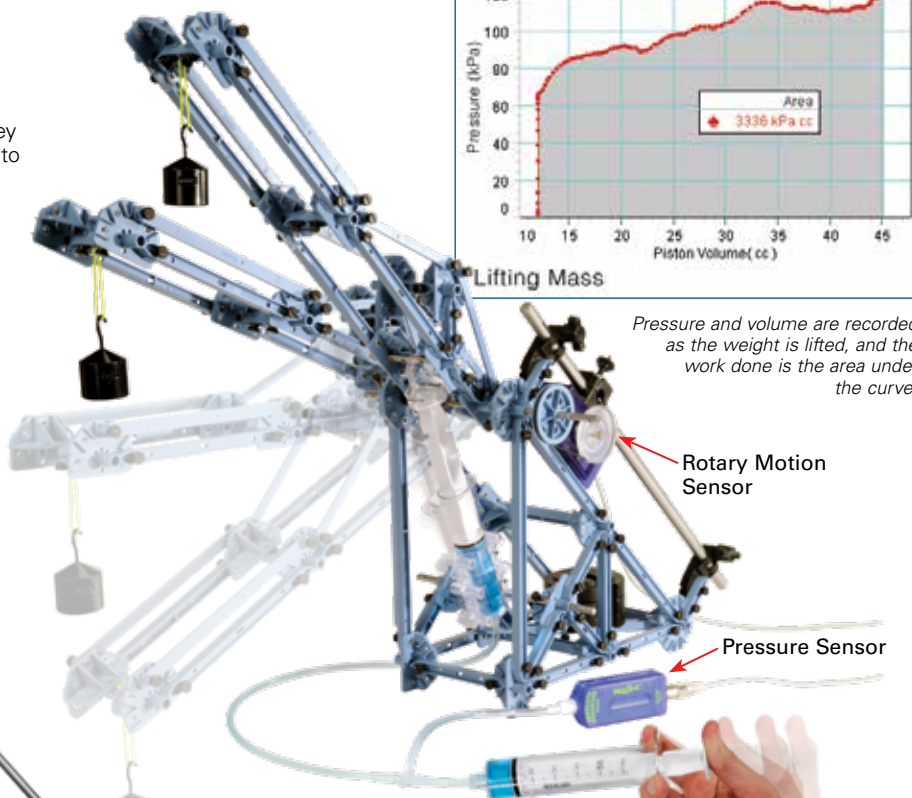 ey
to
Pressure (kPa)
100
80
60
40
20
0
Area
3336 kPa cc
10 15 20 25 30 35 40 45
Piston Volume( cc )
Lifting Mass
Pressure and volume are recorded
as the weight is lifted, and the
work done is the area under
the curve
Rotary Motion
Sensor
Pressure Sensor